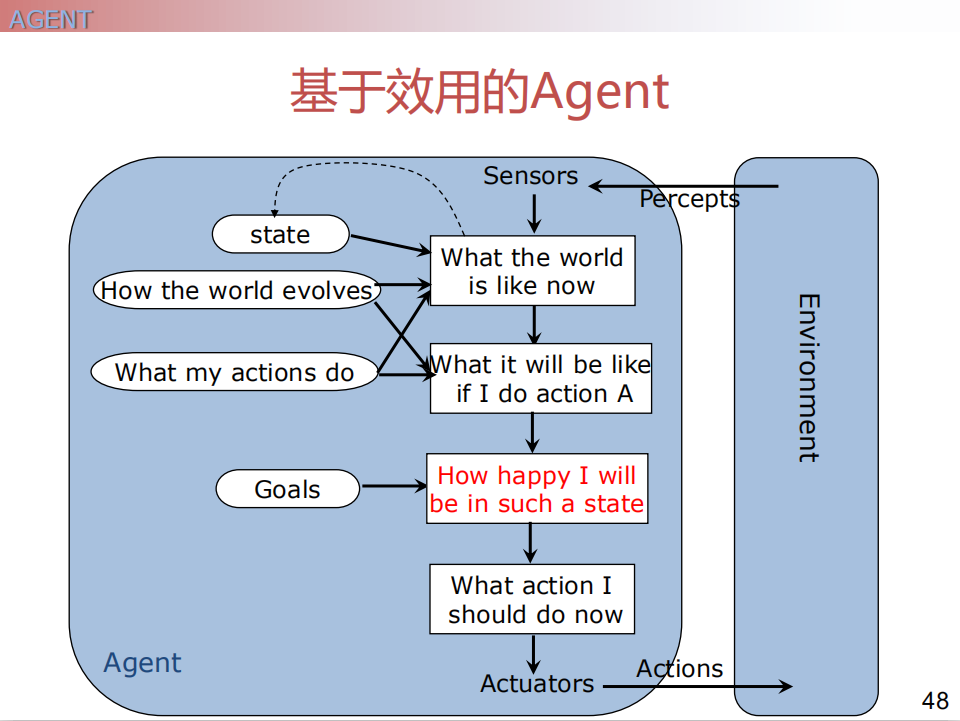 AGENT
基于效用的Agent
Sensors
Percepts
state
What the world
is like now
How the world evolves
What my actions do
What it will be like
if I do action A
Goals
How happy I will
be in such a state
What action I
should do now
Agent
Actuators
Actions
Environment
48